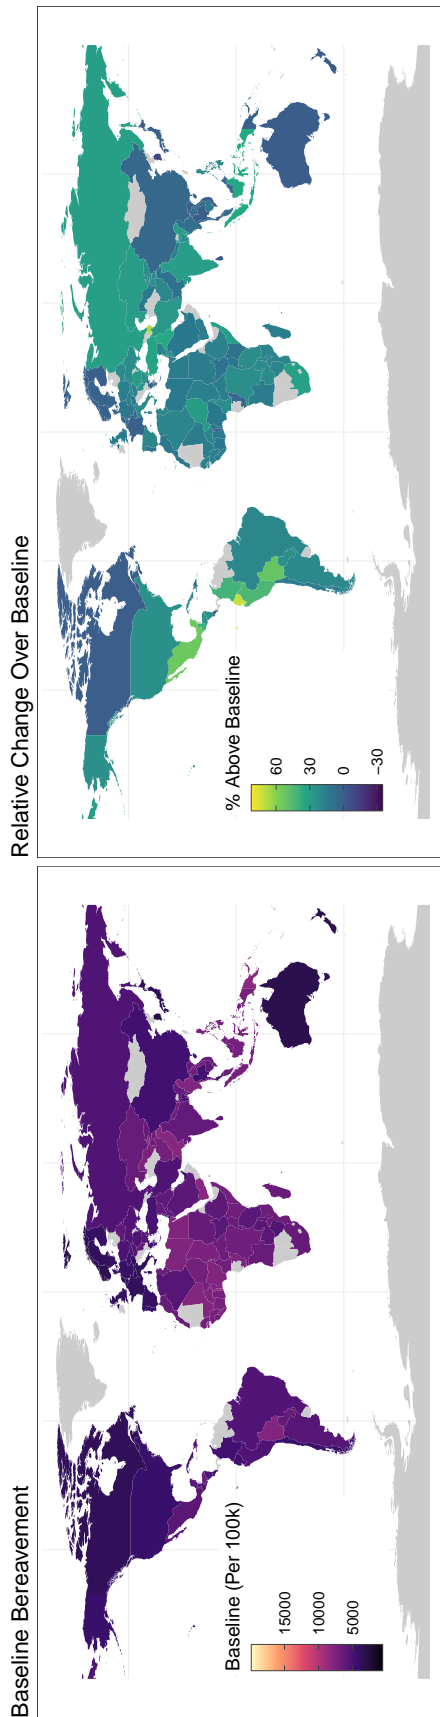 Baseline Bereavement
Baseline (Per 100k)
15000
10000
5000
Relative Change Over Baseline
% Above Baseline
60
30
0
−30